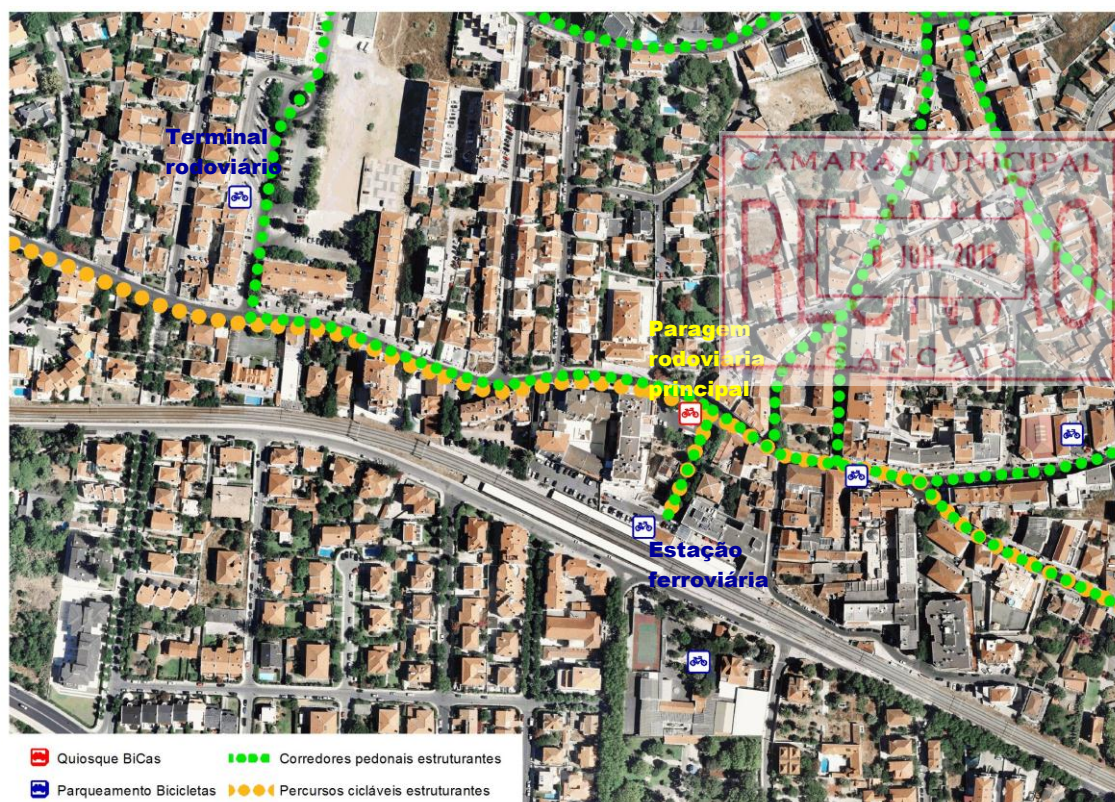 Terminal
rodoviário
CÂMARA MUNICIPAL
JUN. 2015
CASCAIS
Paragem
rodoviária
principal
Estação
ferroviária
Quiosque BiCas
Corredores pedonais estruturantes
Parqueamento Bicicletas
Percursos cicláveis estruturantes